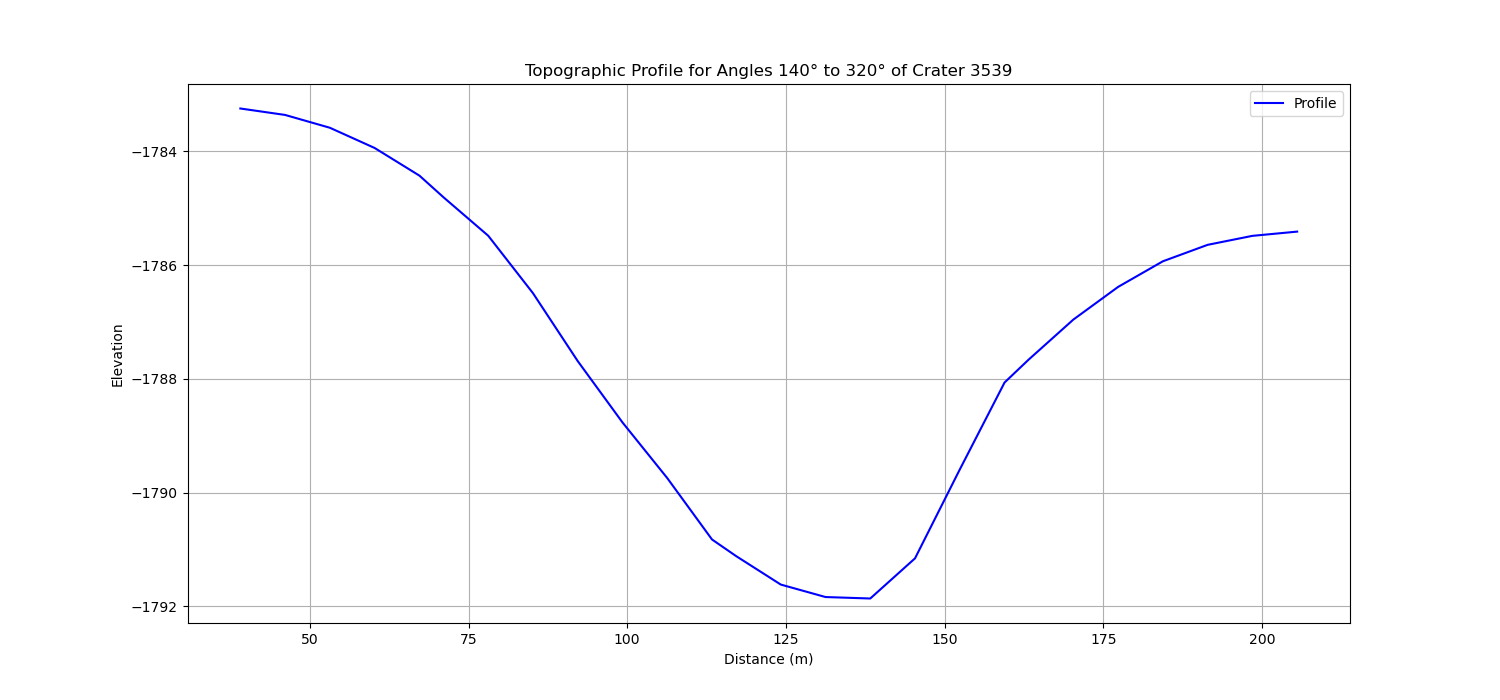 Topographic Profile for Angles 140° to 320° of Crater 3539
Profile
Elevation
−1784
−1786
−1788
−1790
−1792
50 75 100 125 150 175 200
Distance (m)